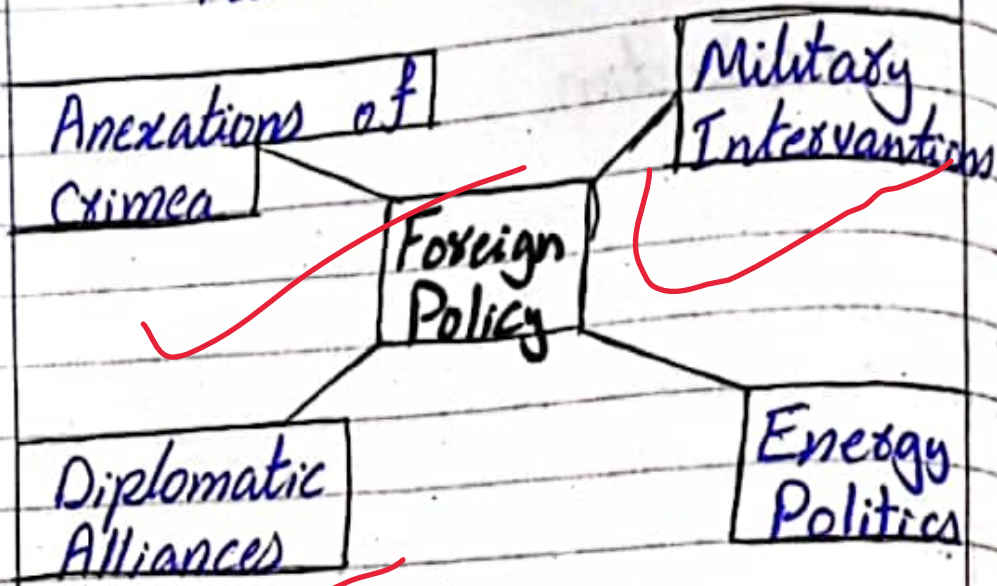 Anexations of
Crimea
Military
Intervantions
Foreign
Policy
Diplomatic
Alliances
Energy
Politics